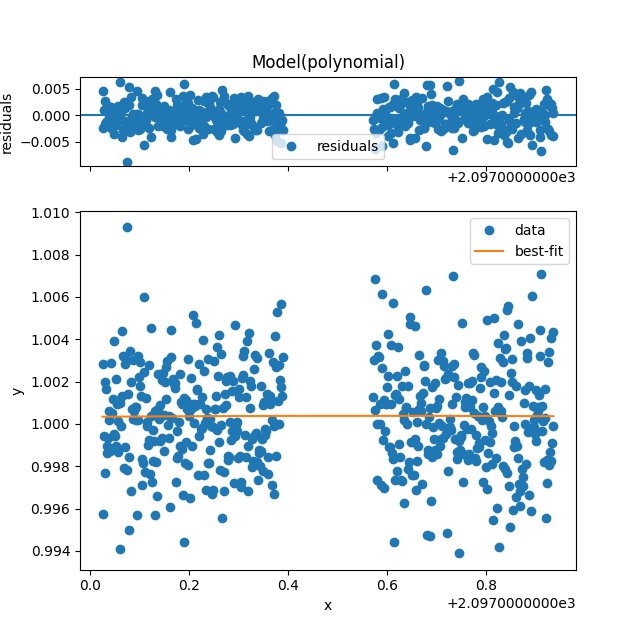 Model(polynomial)
residuals
0.005
0.000
−0.005
residuals
+2.0970000000e3
y
1.010
1.008
1.006
1.004
1.002
1.000
0.998
0.996
0.994
data
best-fit
0.0 0.2 0.4 0.6 0.8
x
+2.0970000000e3